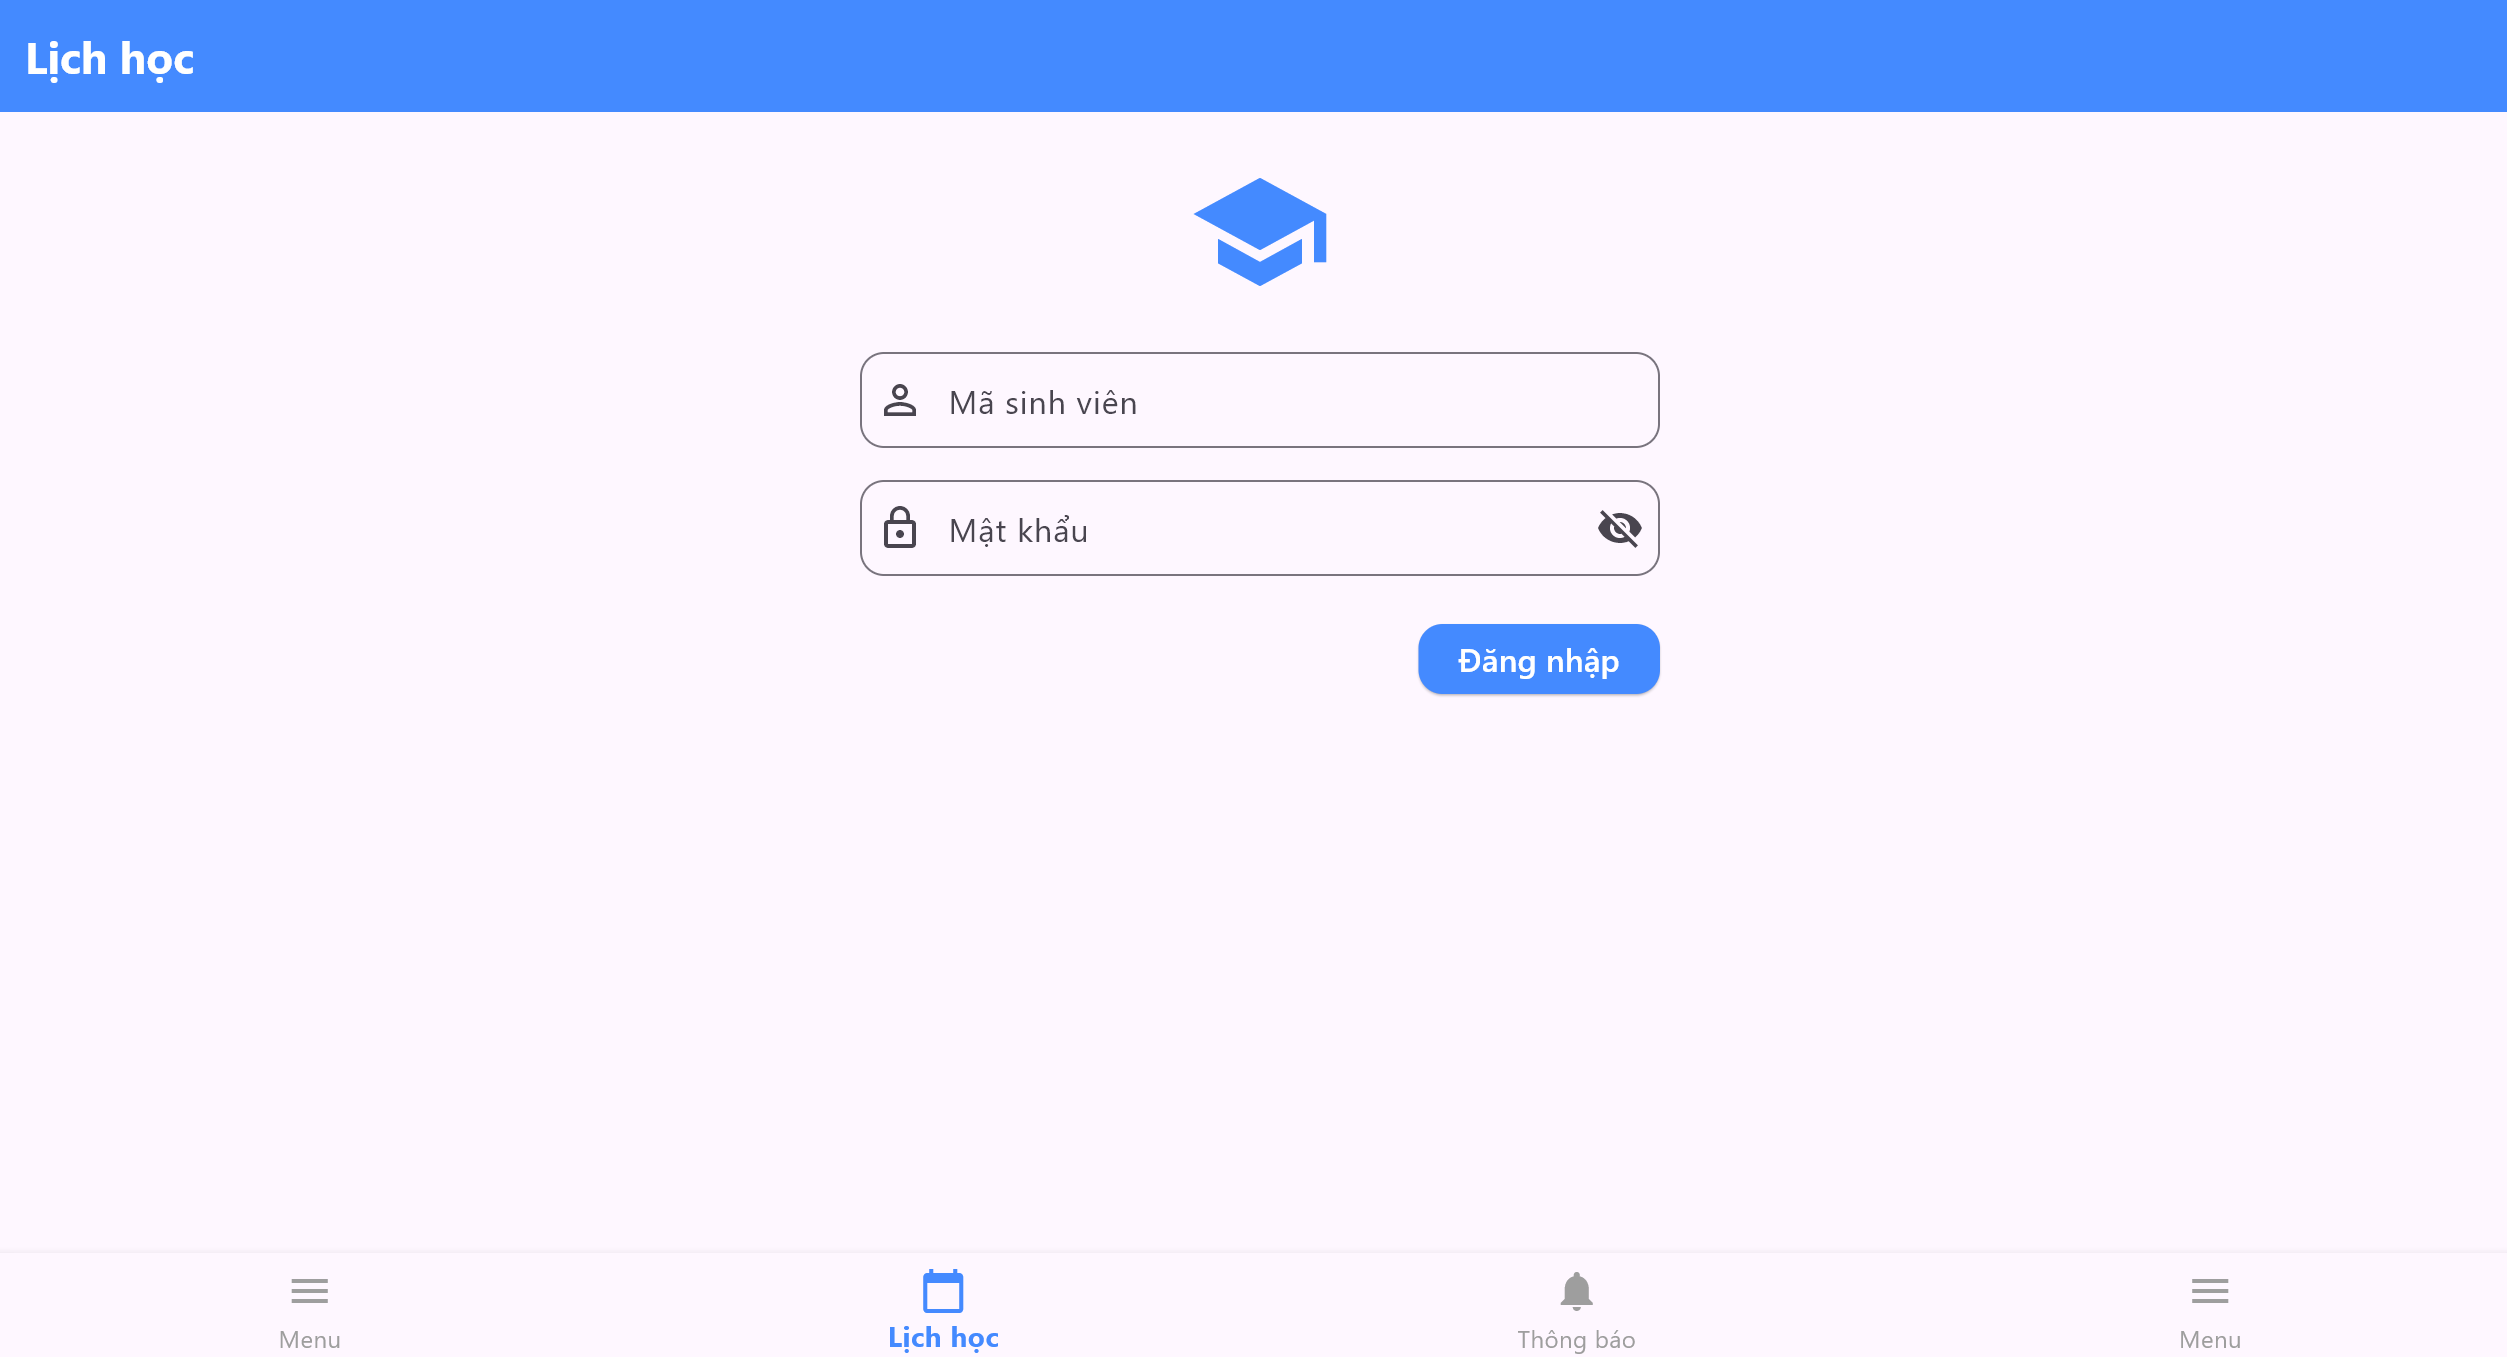 Lịch học
Mã sinh viên
Mật khẩu
Đăng nhập
Menu
Lịch học
Thông báo
Menu